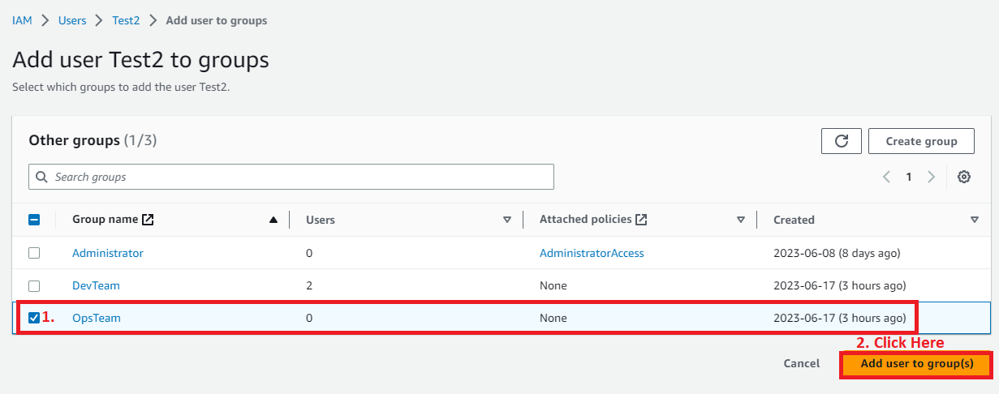 IAM > Users > Test2 > Add user to groups
Add user Test2 to groups
Select which groups to add the user Test2.
Other groups (1/3)
Create group
Search groups
1
Group name Users Attached policies Created
Administrator 0 AdministratorAccess 2023-06-08 (8 days ago)
DevTeam 2 None 2023-06-17 (3 hours ago)
1. OpsTeam 0 None 2023-06-17 (3 hours ago)
2. Click Here
Cancel Add user to group(s)